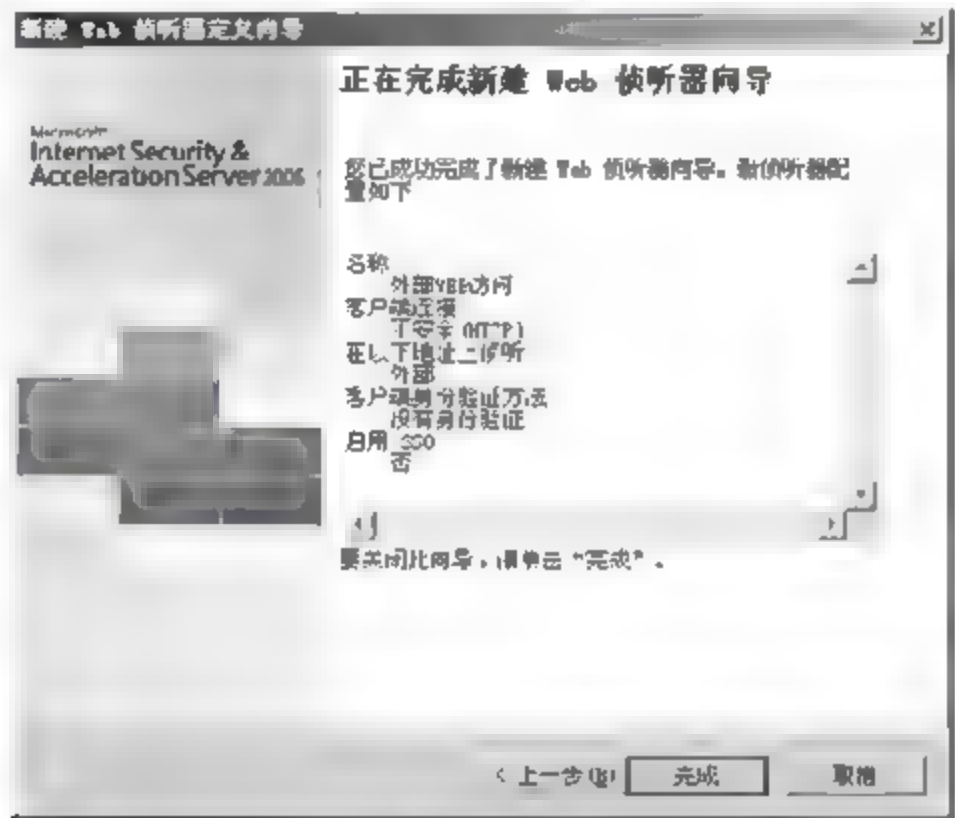 新建 Web 侦听器定义向导
正在完成新建 Web 侦听器向导
Microsoft
Internet Security &
Acceleration Server 2006
您已成功完成了新建 Web 侦听器向导。新侦听器配
置如下
名称
外部WEB访问
客户端连接
不安全 (HTTP)
在以下地址上侦听
外部
客户端身份验证方法
没有身份验证
启用 SSO
否
要关闭此向导，请单击“完成”。
< 上一步(B)
完成
取消